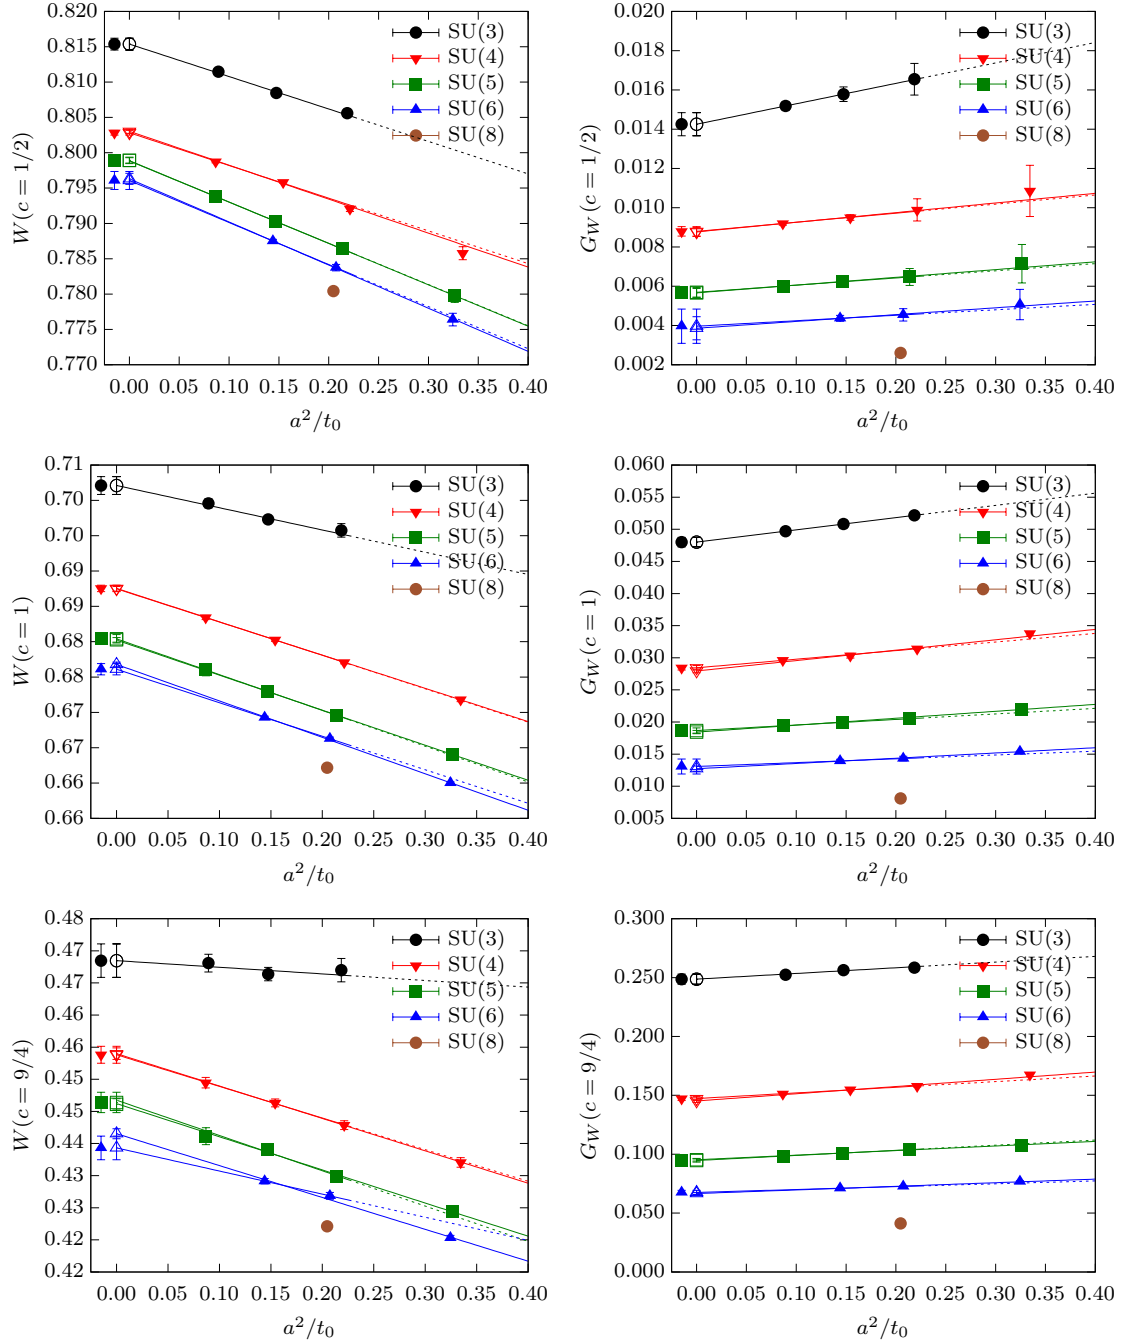 0.820
0.815
0.810
0.805
0.800
0.795
0.790
0.785
0.780
0.775
0.770
W(c = 1/2)
SU(3)
SU(4)
SU(5)
SU(6)
SU(8)
0.00 0.05 0.10 0.15 0.20 0.25 0.30 0.35 0.40
a²/t₀
0.020
0.018
0.016
0.014
0.012
0.010
0.008
0.006
0.004
0.002
G_W(c = 1/2)
SU(3)
SU(4)
SU(5)
SU(6)
SU(8)
0.00 0.05 0.10 0.15 0.20 0.25 0.30 0.35 0.40
a²/t₀
0.71
0.70
0.70
0.69
0.69
0.68
0.68
0.67
0.67
0.66
0.66
W(c = 1)
SU(3)
SU(4)
SU(5)
SU(6)
SU(8)
0.00 0.05 0.10 0.15 0.20 0.25 0.30 0.35 0.40
a²/t₀
0.060
0.055
0.050
0.045
0.040
0.035
0.030
0.025
0.020
0.015
0.010
0.005
G_W(c = 1)
SU(3)
SU(4)
SU(5)
SU(6)
SU(8)
0.00 0.05 0.10 0.15 0.20 0.25 0.30 0.35 0.40
a²/t₀
0.48
0.47
0.47
0.46
0.46
0.45
0.45
0.44
0.43
0.43
0.42
0.42
W(c = 9/4)
SU(3)
SU(4)
SU(5)
SU(6)
SU(8)
0.00 0.05 0.10 0.15 0.20 0.25 0.30 0.35 0.40
a²/t₀
0.300
0.250
0.200
0.150
0.100
0.050
0.000
G_W(c = 9/4)
SU(3)
SU(4)
SU(5)
SU(6)
SU(8)
0.00 0.05 0.10 0.15 0.20 0.25 0.30 0.35 0.40
a²/t₀